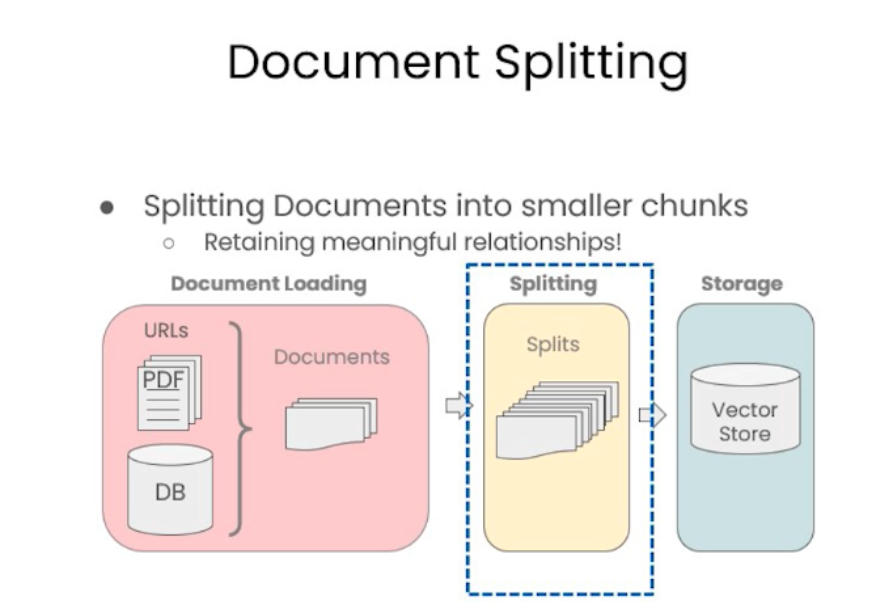 Document Splitting
● Splitting Documents into smaller chunks
○ Retaining meaningful relationships!
Document Loading
URLs
PDF
DB
Documents
Splitting
Splits
Storage
Vector
Store